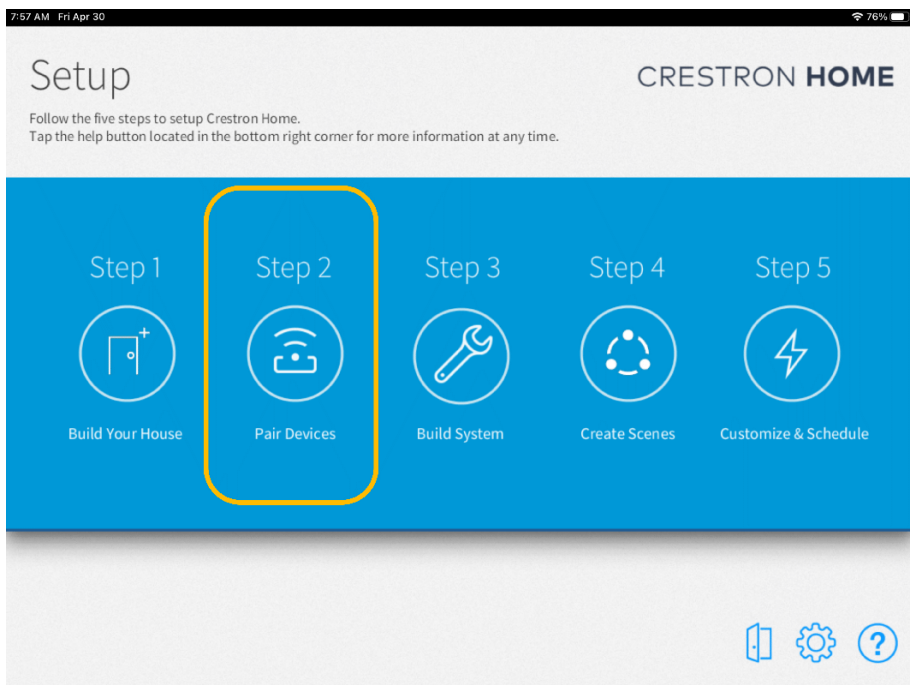 7:57 AM Fri Apr 30
76%
Setup
CRESTRON HOME
Follow the five steps to setup Crestron Home.
Tap the help button located in the bottom right corner for more information at any time.
Step 1
Step 2
Step 3
Step 4
Step 5
Build Your House
Pair Devices
Build System
Create Scenes
Customize & Schedule
?